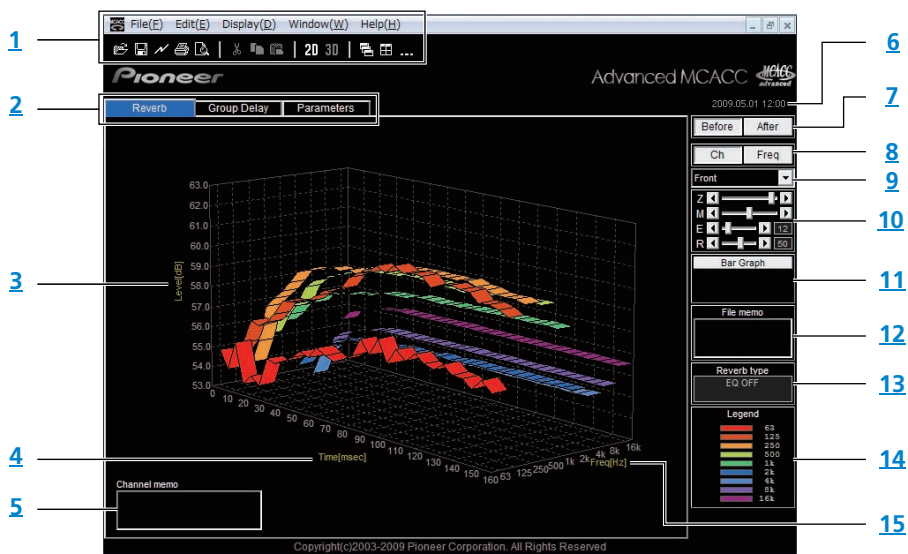 File(F) Edit(E) Display(D) Window(W) Help(H)
1
2D 3D ...
Pioneer
Advanced MCACC MCACC advanced
6
2009.05.01 12:00
2
Reverb Group Delay Parameters
7
Before After
8
Ch Freq
9
Front
Z
M
10
E 12
R 50
11
Bar Graph
12
File memo
13
Reverb type
EQ OFF
14
Legend
63
125
250
500
1k
2k
4k
8k
16k
3
Level[dB]
63.0
62.0
61.0
60.0
59.0
58.0
57.0
56.0
55.0
54.0
53.0
0 10 20 30 40 50 60 70 80 90 100 110 120 130 140 150 160
4
Time[msec]
63 125 250 500 1k 2k 4k 8k 16k
Freq[Hz]
15
5
Channel memo
Copyright(c)2003-2009 Pioneer Corporation. All Rights Reserved